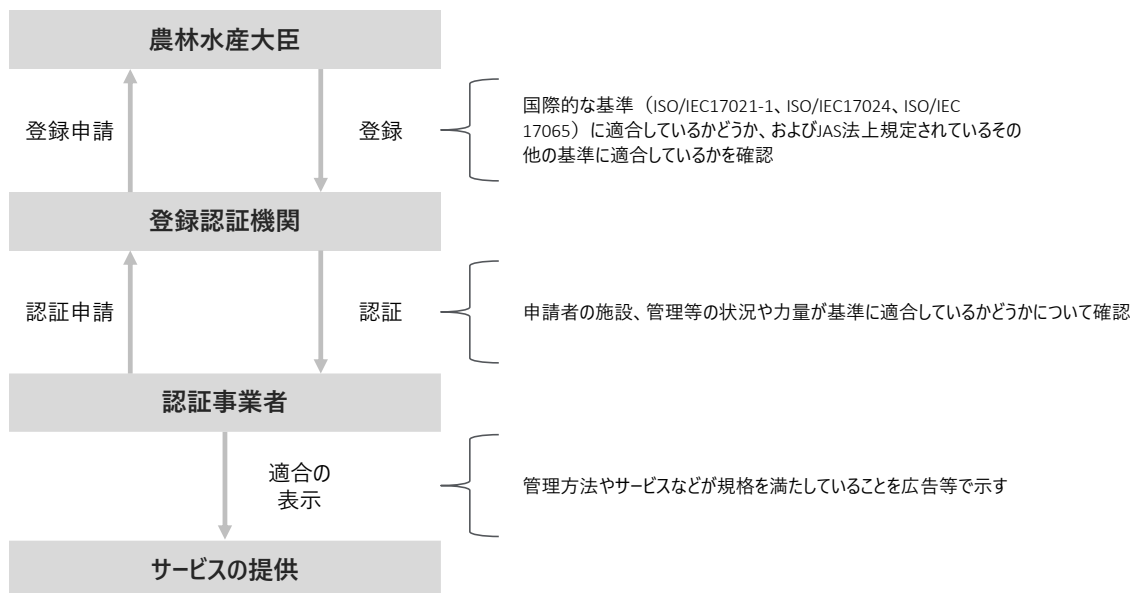 農林水産大臣
登録申請
登録
国際的な基準（ISO/IEC17021-1、ISO/IEC17024、ISO/IEC
17065）に適合しているかどうか、およびJAS法上規定されているその
他の基準に適合しているかを確認
登録認証機関
認証申請
認証
申請者の施設、管理等の状況や力量が基準に適合しているかどうかについて確認
認証事業者
適合の
表示
管理方法やサービスなどが規格を満たしていることを広告等で示す
サービスの提供